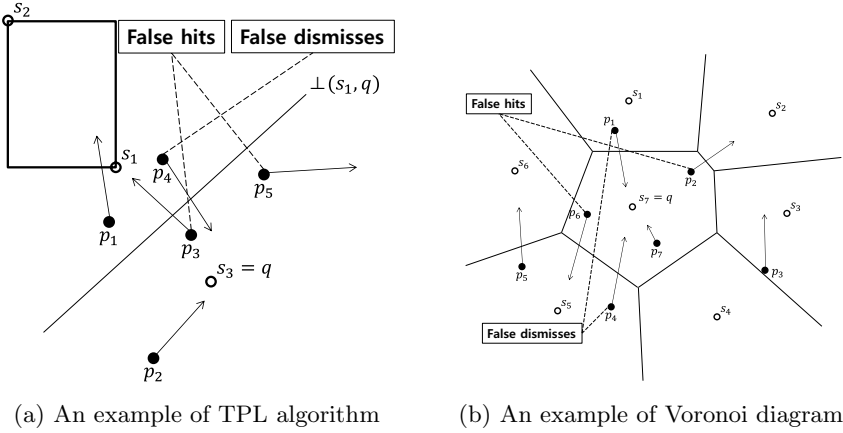 s2
False hits
False dismisses
⊥(s1, q)
s1
p4
p5
p1
p3
s3 = q
p2
(a) An example of TPL algorithm
False hits
s1
s2
p1
s6
p2
s7 = q
s3
p6
p7
p5
p3
s5
p4
s4
False dismisses
(b) An example of Voronoi diagram